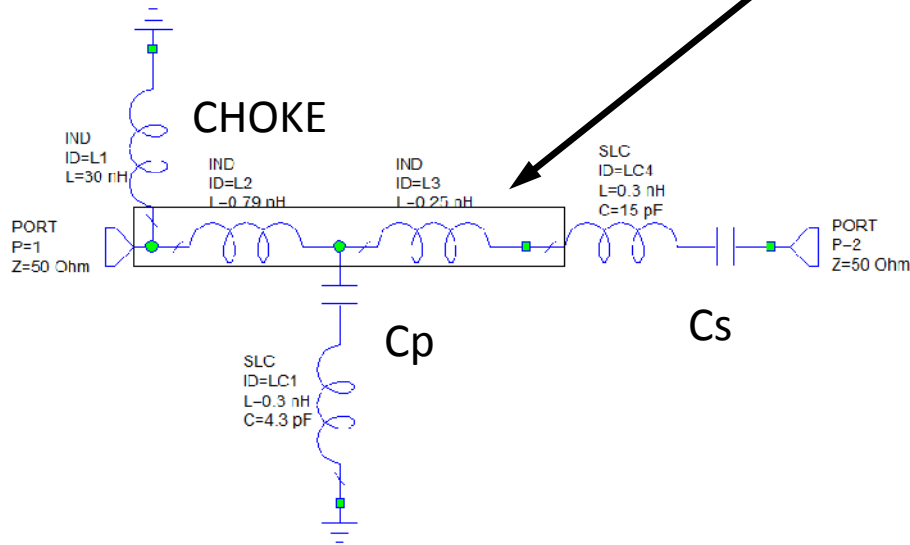 CHOKE
IND
ID=L1
L=30 nH
IND
ID=L2
L=0.79 nH
IND
ID=L3
L=0.25 nH
SLC
ID=LC4
L=0.3 nH
C=15 pF
PORT
P=1
Z=50 Ohm
PORT
P=2
Z=50 Ohm
Cp
Cs
SLC
ID=LC1
L=0.3 nH
C=4.3 pF